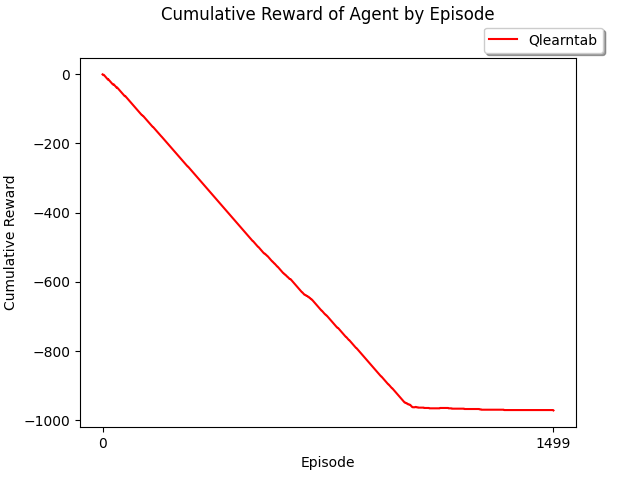 Cumulative Reward of Agent by Episode
Qlearntab
0
−200
−400
−600
−800
−1000
Cumulative Reward
0 1499
Episode